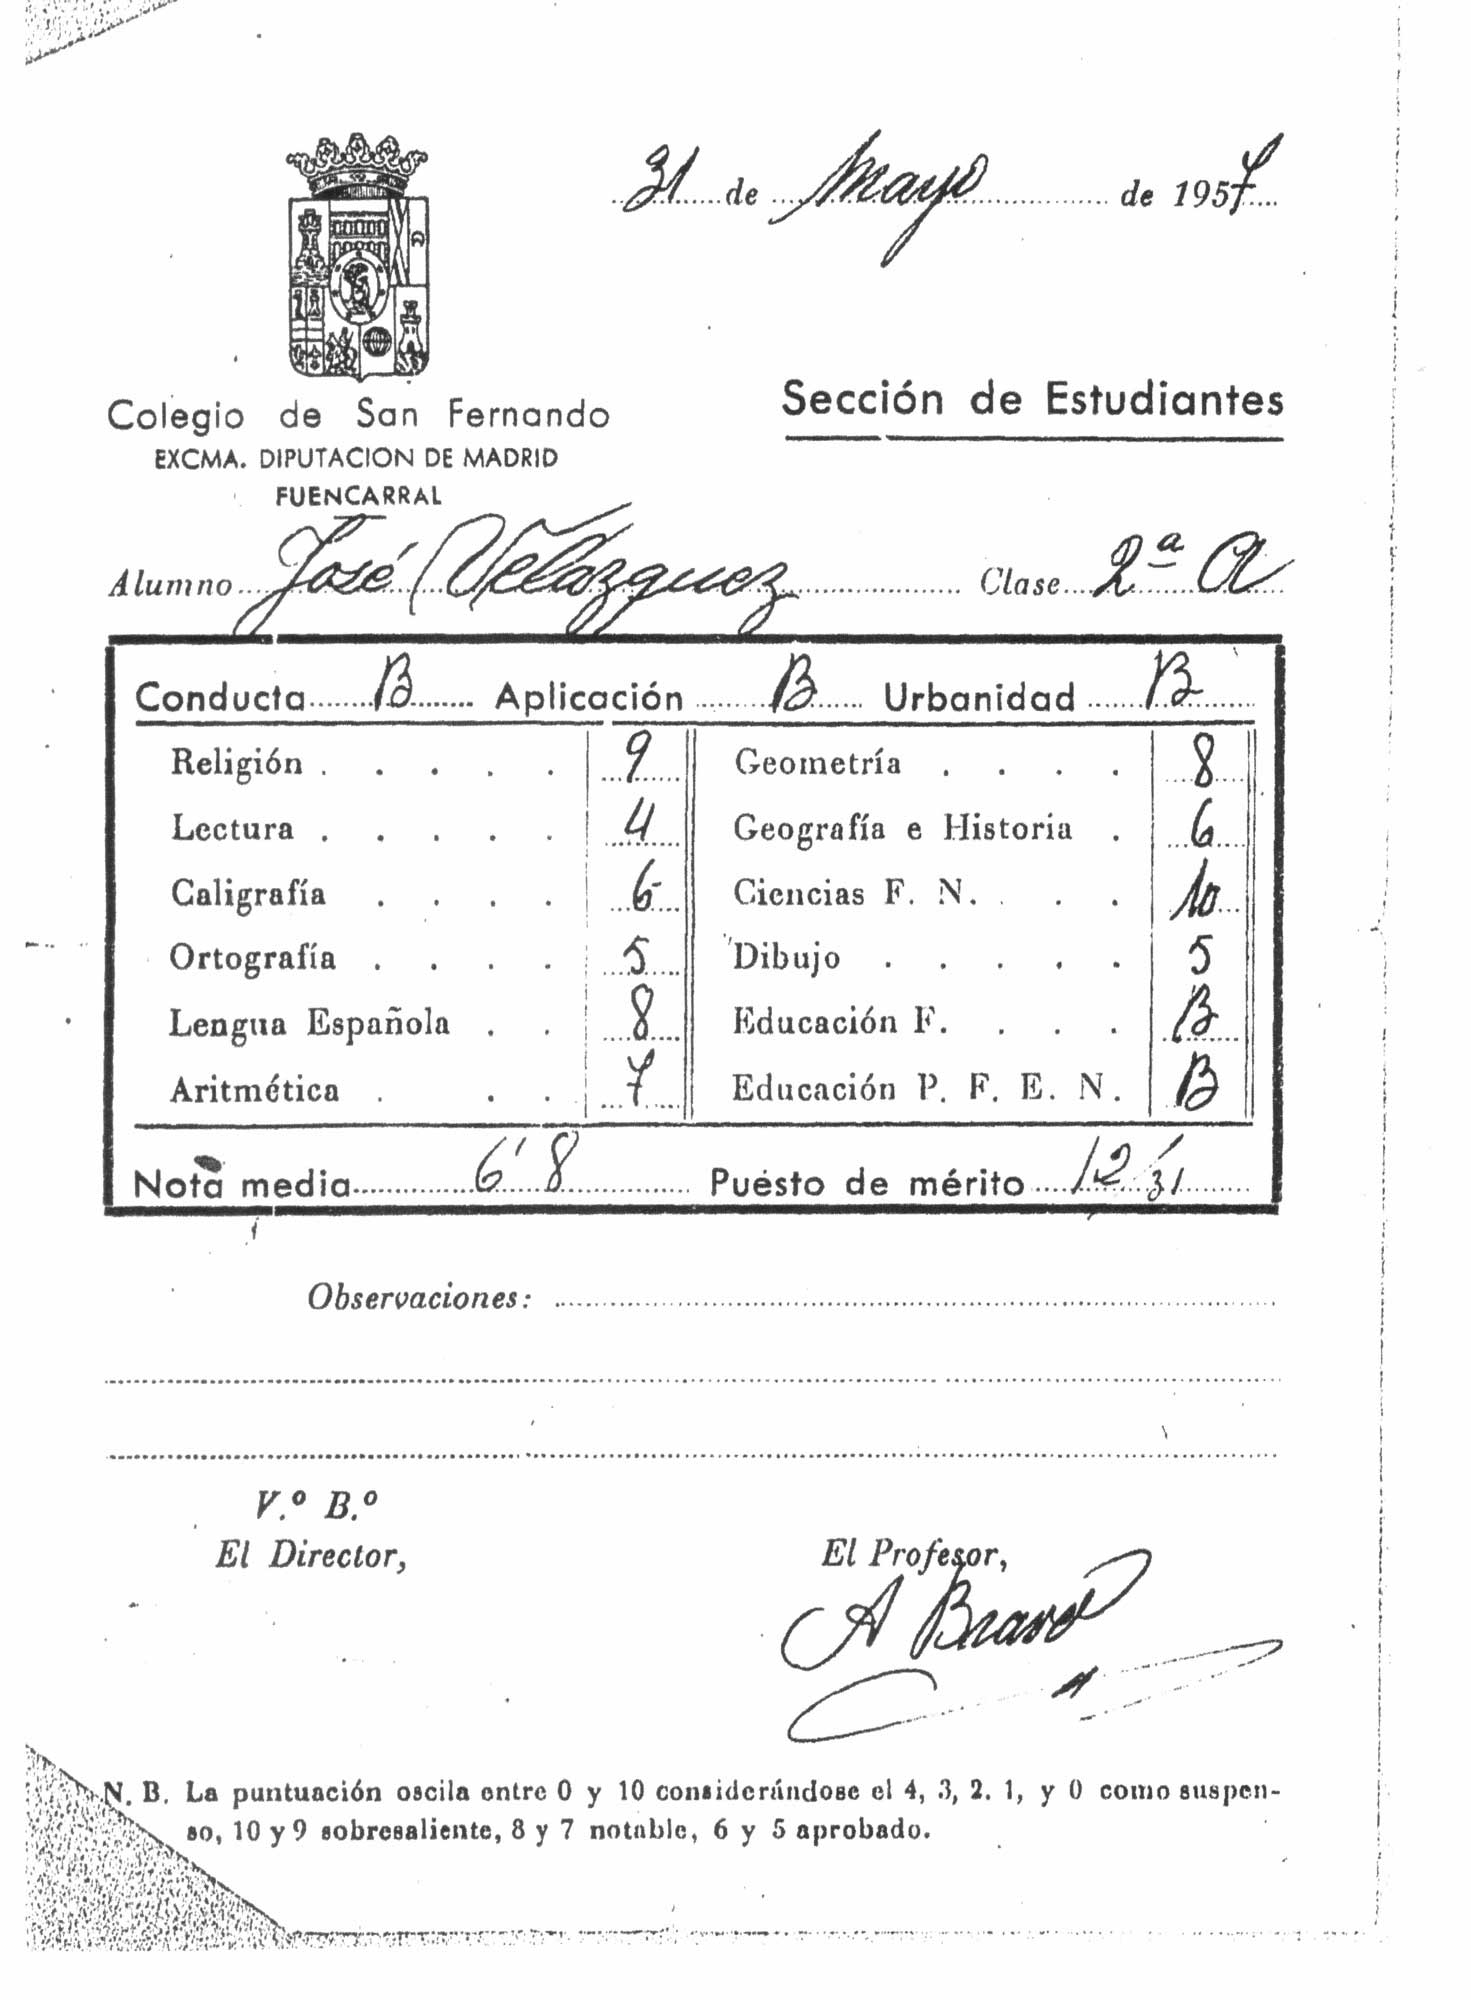 31 de Mayo de 1957
Colegio de San Fernando
EXCMA. DIPUTACION DE MADRID
FUENCARRAL
Sección de Estudiantes
Alumno José Velazquez Clase 2ª A
Conducta B Aplicación B Urbanidad B
Religión 9 Geometría 8
Lectura 4 Geografía e Historia 6
Caligrafía 6 Ciencias F. N. 10
Ortografía 5 Dibujo 5
Lengua Española 8 Educación F. B
Aritmética 7 Educación P. F. E. N. B
Nota media 6'8 Puesto de mérito 12/31
Observaciones:
V.º B.º
El Director,
El Profesor,
A Bravo
N. B. La puntuación oscila entre 0 y 10 considerándose el 4, 3, 2. 1, y 0 como suspen-
so, 10 y 9 sobresaliente, 8 y 7 notable, 6 y 5 aprobado.